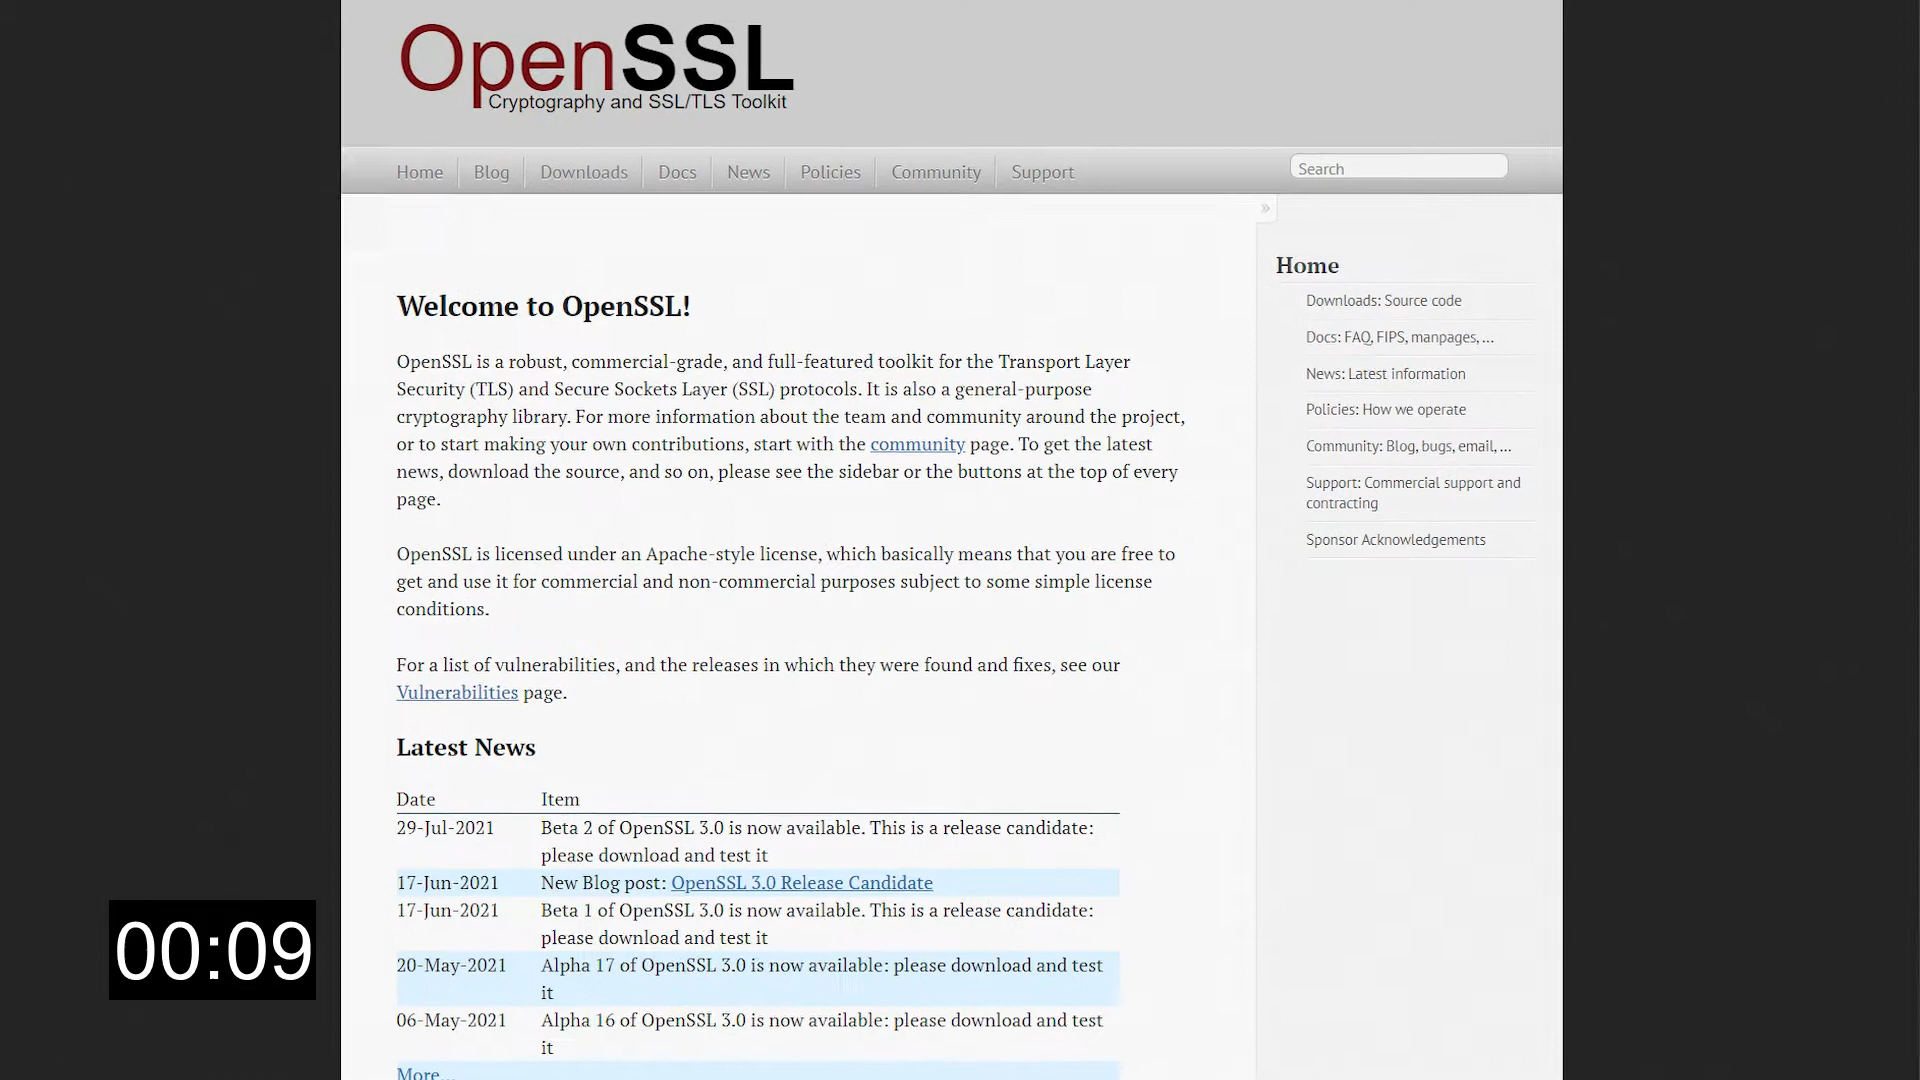 OpenSSL
Cryptography and SSL/TLS Toolkit
Home
Blog
Downloads
Docs
News
Policies
Community
Support
Search
»
Welcome to OpenSSL!
OpenSSL is a robust, commercial-grade, and full-featured toolkit for the Transport Layer
Security (TLS) and Secure Sockets Layer (SSL) protocols. It is also a general-purpose
cryptography library. For more information about the team and community around the project,
or to start making your own contributions, start with the community page. To get the latest
news, download the source, and so on, please see the sidebar or the buttons at the top of every
page.
OpenSSL is licensed under an Apache-style license, which basically means that you are free to
get and use it for commercial and non-commercial purposes subject to some simple license
conditions.
For a list of vulnerabilities, and the releases in which they were found and fixes, see our
Vulnerabilities page.
Latest News
Date Item
29-Jul-2021 Beta 2 of OpenSSL 3.0 is now available. This is a release candidate:
please download and test it
17-Jun-2021 New Blog post: OpenSSL 3.0 Release Candidate
17-Jun-2021 Beta 1 of OpenSSL 3.0 is now available. This is a release candidate:
please download and test it
20-May-2021 Alpha 17 of OpenSSL 3.0 is now available: please download and test
it
06-May-2021 Alpha 16 of OpenSSL 3.0 is now available: please download and test
it
More...
Home
Downloads: Source code
Docs: FAQ, FIPS, manpages, ...
News: Latest information
Policies: How we operate
Community: Blog, bugs, email, ...
Support: Commercial support and
contracting
Sponsor Acknowledgements
00:09